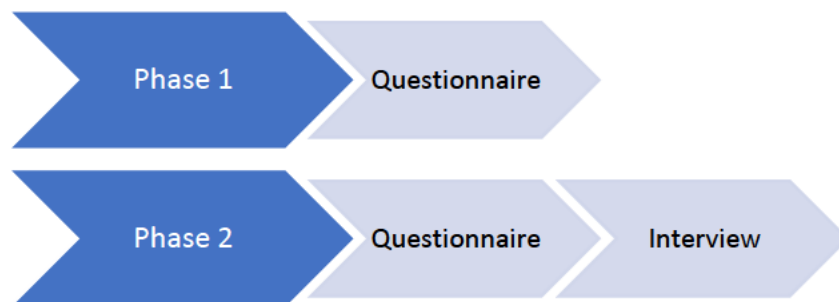 Phase 1
Questionnaire
Phase 2
Questionnaire
Interview